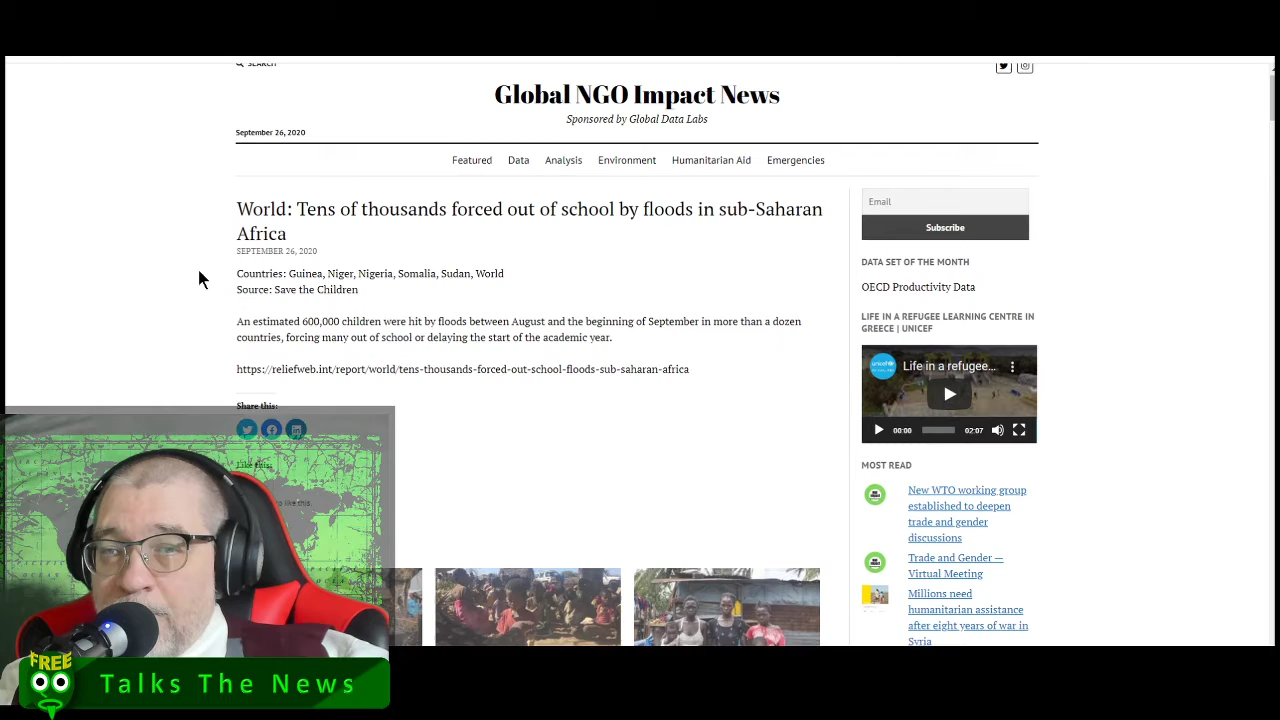 SEARCH
Global NGO Impact News
Sponsored by Global Data Labs
September 26, 2020
Featured Data Analysis Environment Humanitarian Aid Emergencies
World: Tens of thousands forced out of school by floods in sub-Saharan
Africa
SEPTEMBER 26, 2020
Countries: Guinea, Niger, Nigeria, Somalia, Sudan, World
Source: Save the Children
An estimated 600,000 children were hit by floods between August and the beginning of September in more than a dozen
countries, forcing many out of school or delaying the start of the academic year.
https://reliefweb.int/report/world/tens-thousands-forced-out-school-floods-sub-saharan-africa
Share this:
Like this:
to like this.
Email
Subscribe
DATA SET OF THE MONTH
OECD Productivity Data
LIFE IN A REFUGEE LEARNING CENTRE IN
GREECE | UNICEF
unicef
Life in a refugee...
00:00 02:07
MOST READ
New WTO working group
established to deepen
trade and gender
discussions
Trade and Gender —
Virtual Meeting
Millions need
humanitarian assistance
after eight years of war in
Syria
FREE
Talks The News